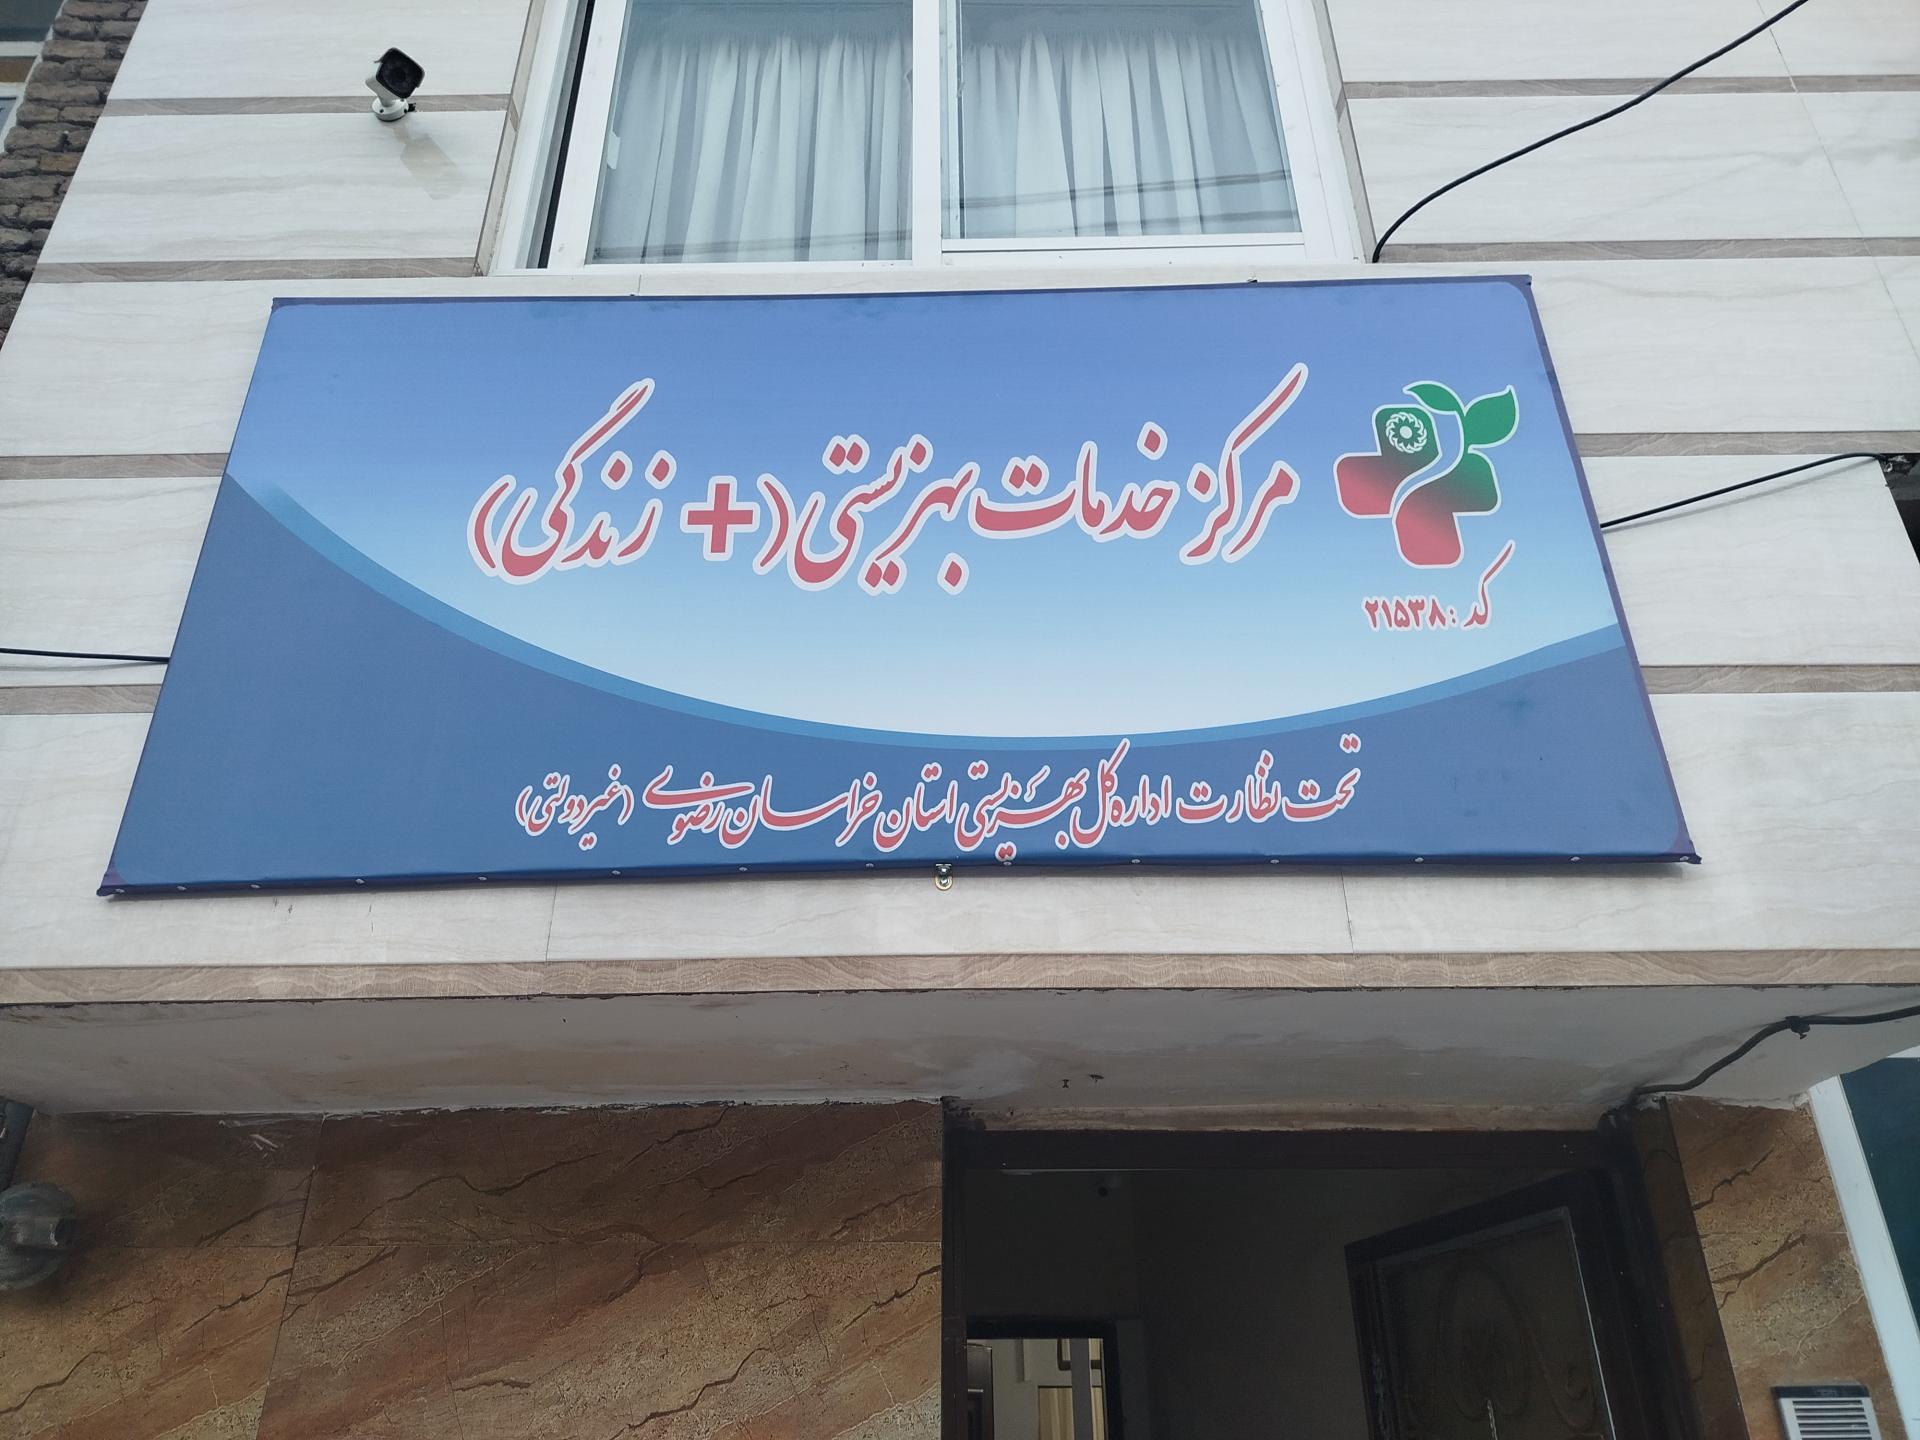 مرکز خدمات بهزیستی (+ زندگی)
کد: ۲۱۵۳۸
تحت نظارت اداره کل بهزیستی استان خراسان رضوی (غیردولتی)